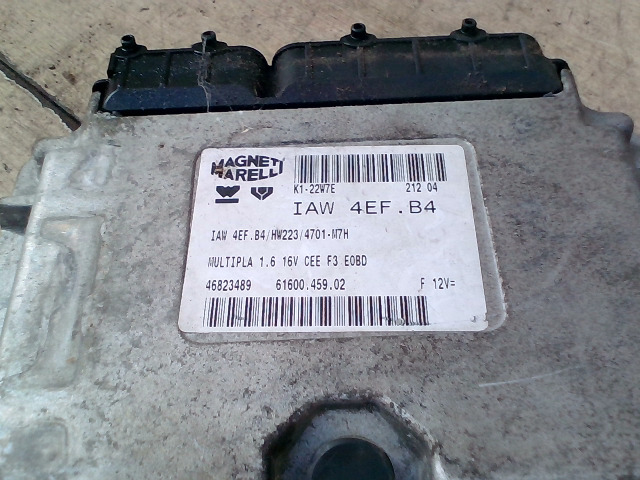 MAGNETI
MARELLI
K1-22W7E 212 04
IAW 4EF.B4
IAW 4EF.B4/HW223/4701-M7H
MULTIPLA 1.6 16V CEE F3 EOBD
46823489 61600.459.02 F 12V=